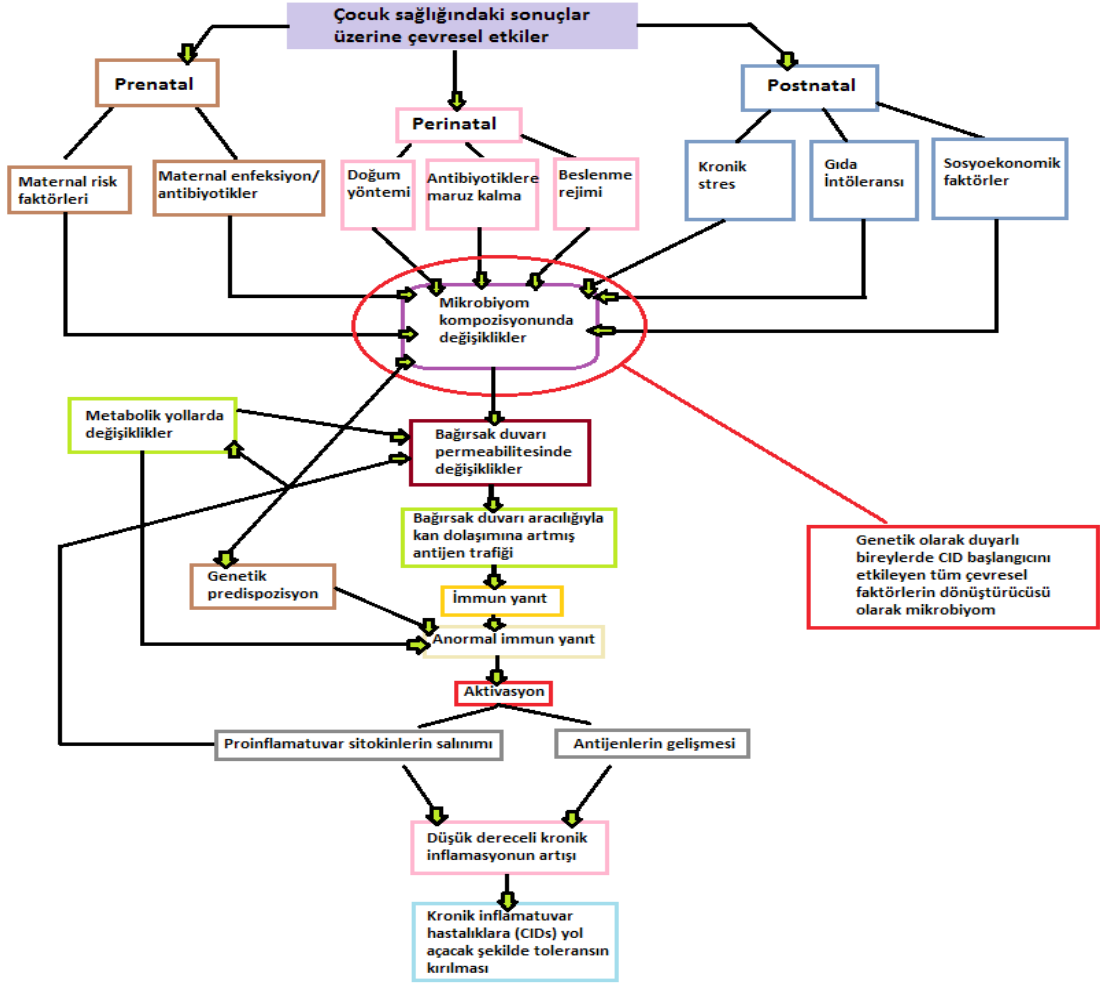 Çocuk sağlığındaki sonuçlar
üzerine çevresel etkiler
Prenatal
Perinatal
Postnatal
Maternal risk
faktörleri
Maternal enfeksiyon/
antibiyotikler
Doğum
yöntemi
Antibiyotiklere
maruz kalma
Beslenme
rejimi
Kronik
stres
Gıda
İntöleransı
Sosyoekonomik
faktörler
Mikrobiyom
kompozisyonunda
değişiklikler
Metabolik yollarda
değişiklikler
Bağırsak duvarı
permeabilitesinde
değişiklikler
Bağırsak duvarı aracılığıyla
kan dolaşımına artmış
antijen trafiği
Genetik olarak duyarlı
bireylerde CID başlangıcını
etkileyen tüm çevresel
faktörlerin dönüştürücüsü
olarak mikrobiyom
Genetik
predispozisyon
İmmun yanıt
Anormal immun yanıt
Aktivasyon
Proinflamatuvar sitokinlerin salınımı
Antijenlerin gelişmesi
Düşük dereceli kronik
inflamasyonun artışı
Kronik inflamatuvar
hastalıklara (CIDs) yol
açacak şekilde toleransın
kırılması